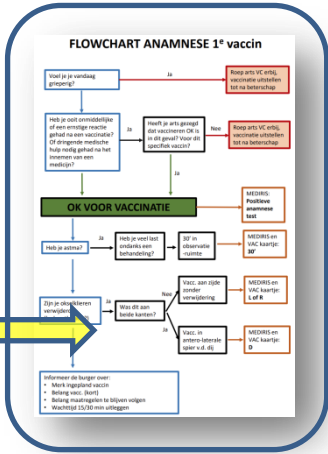 FLOWCHART ANAMNESE 1e vaccin
Voel je je vandaag
grieperig?
Ja
Roep arts VC erbij,
vaccinatie uitstellen
tot na beterschap
Heb je ooit onmiddellijke
of een ernstige reactie
gehad na een vaccinatie?
Of dringende medische
hulp nodig gehad na het
innemen van een
medicijn?
Ja
Heeft je arts gezegd
dat vaccineren OK is
in dit geval? Voor dit
specifiek vaccin?
Nee
Roep arts VC erbij,
vaccinatie uitstellen
tot na beterschap
Ja
OK VOOR VACCINATIE
MEDIRIS:
Positieve
anamnese
test
Heb je astma?
Ja
Heb je veel last
ondanks een
behandeling?
30' in
observatie
-ruimte
MEDIRIS en
VAC kaartje:
30'
Zijn je okselklieren
verwijderd
Ja
Was dit aan
beide kanten?
Nee
Vacc. aan zijde
zonder
verwijdering
MEDIRIS en
VAC kaartje:
L of R
Ja
Vacc. in
antero-laterale
spier v.d. dij
MEDIRIS en
VAC kaartje:
D
Informeer de burger over:
• Merk ingepland vaccin
• Belang vacc. (kort)
• Belang maatregelen te blijven volgen
• Wachttijd 15/30 min uitleggen